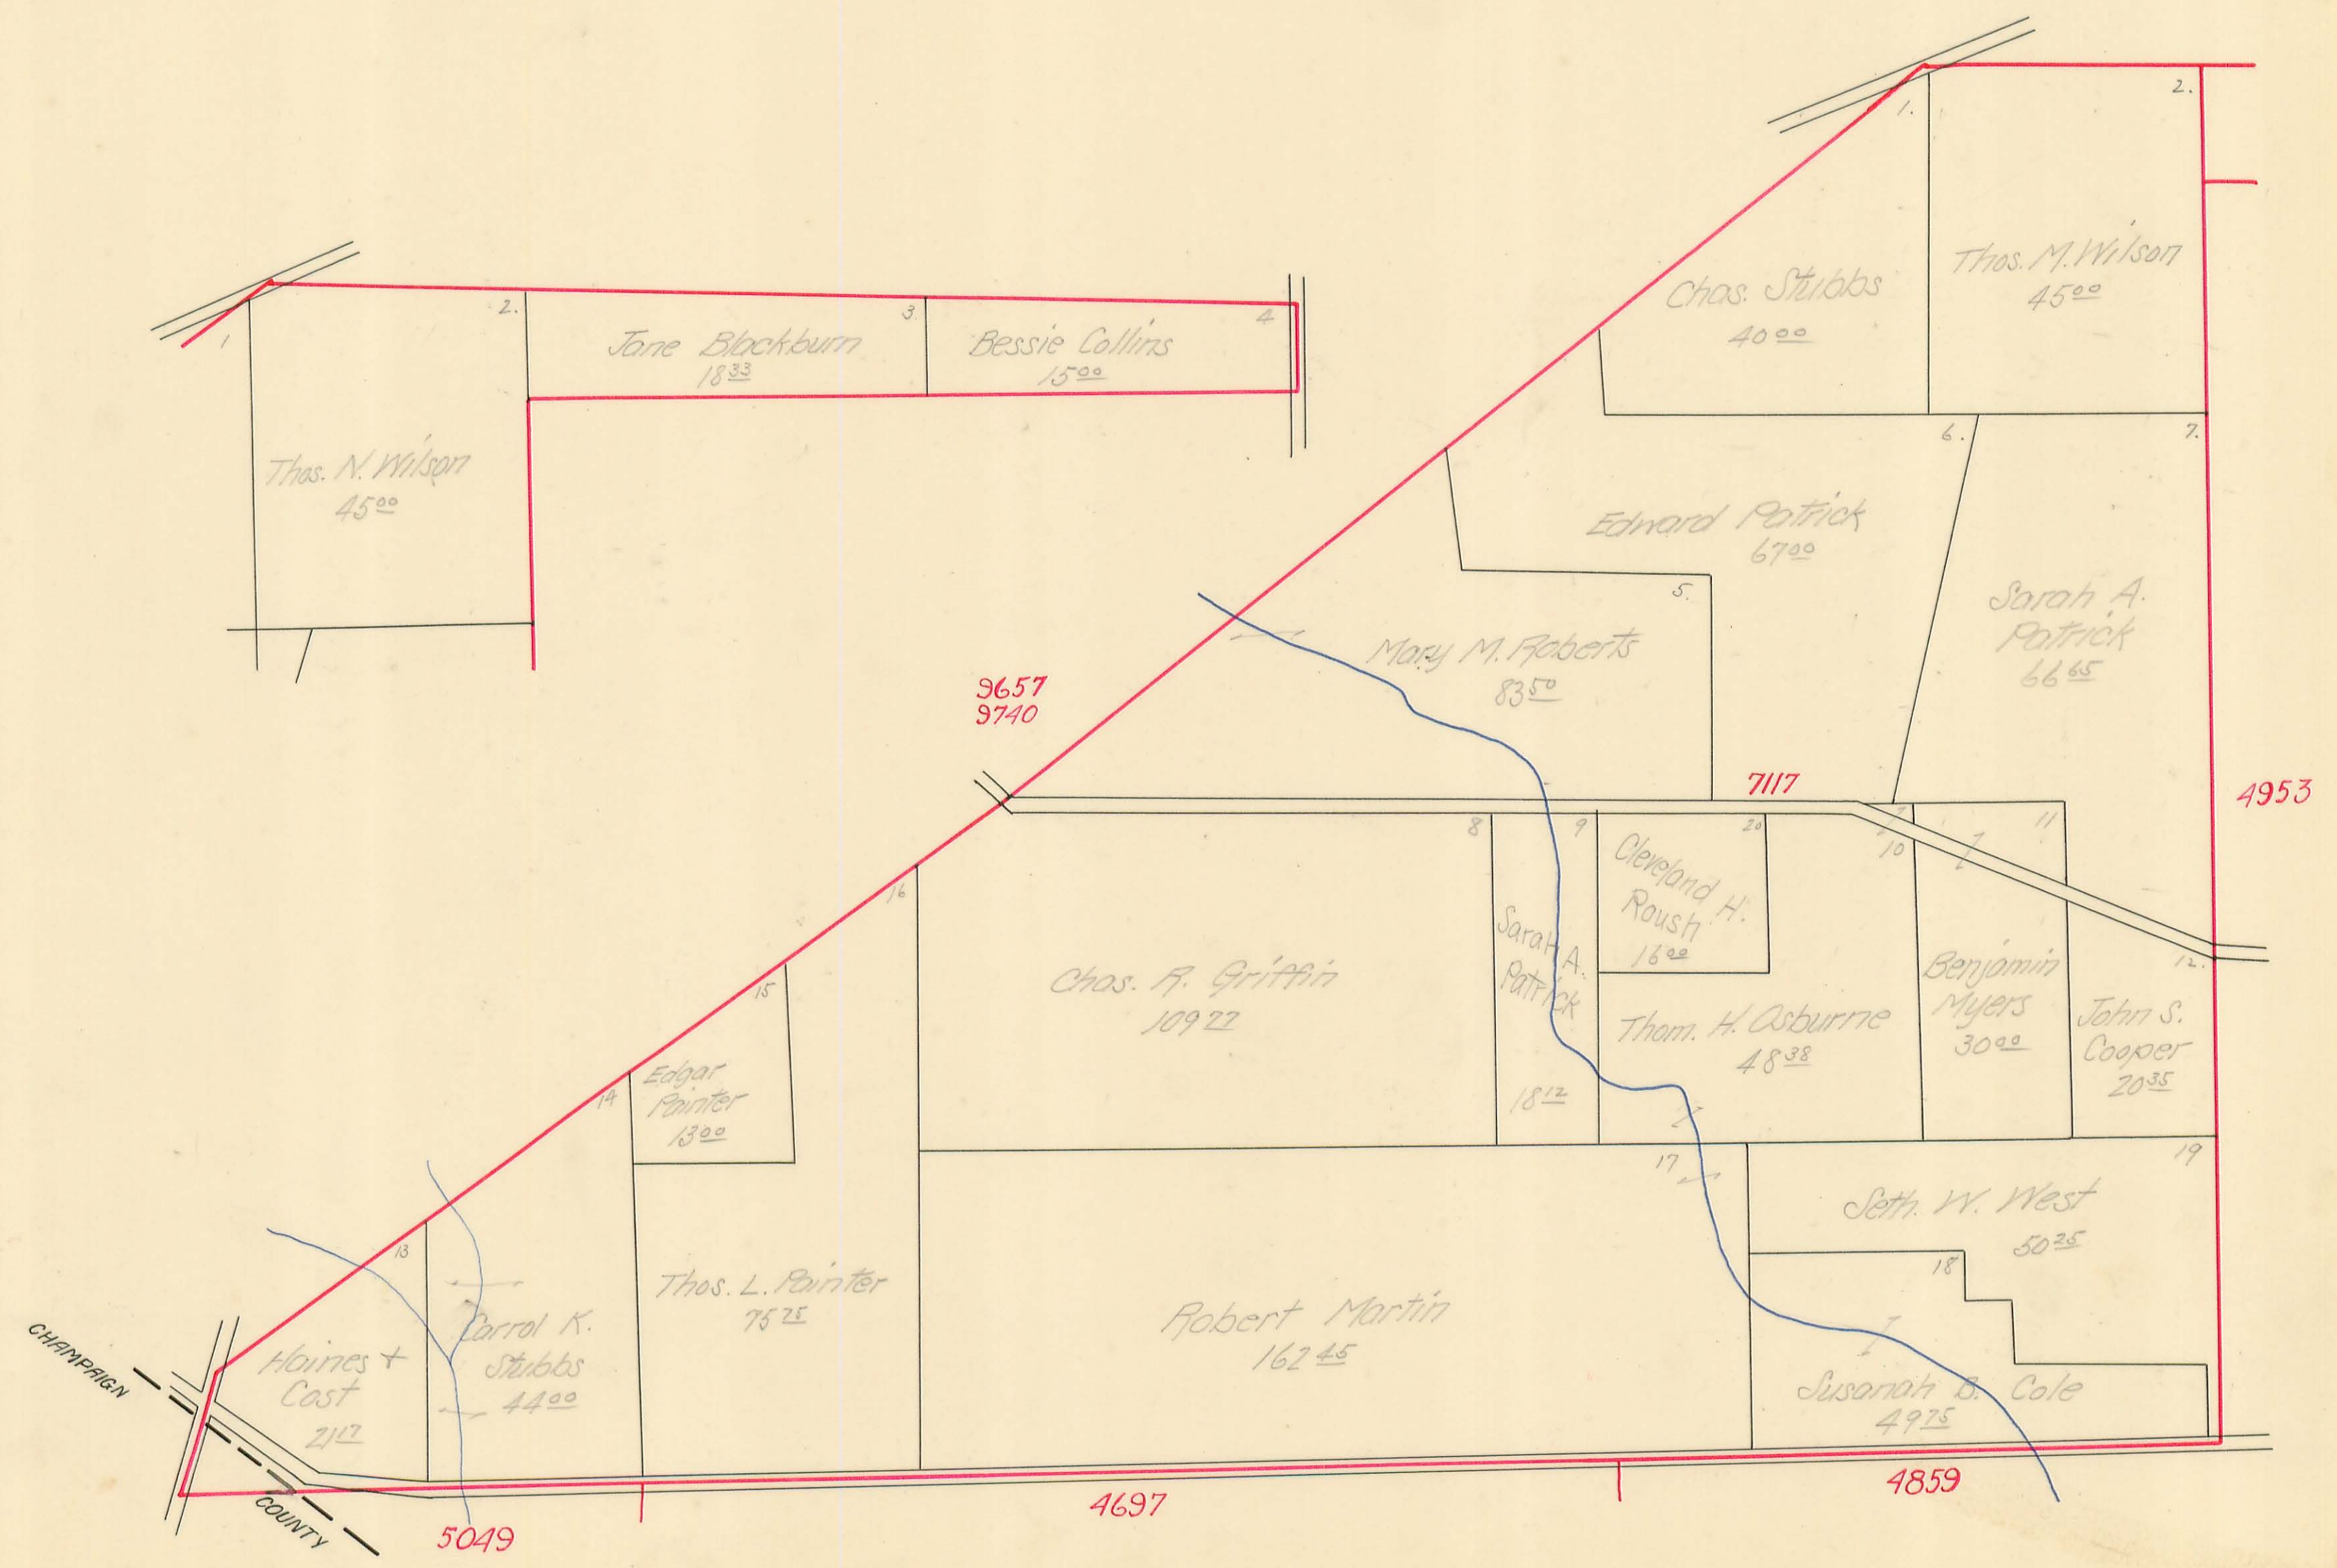 1.
2.
Chas. Stubbs
40 00
Thos. M. Wilson
45 00
1
2.
3.
4
Jane Blackburn
18 33
Bessie Collins
15 00
Thos. N. Wilson
45 00
6.
7.
Edward Patrick
67 00
Sarah A.
Patrick
66 65
5.
Mary M. Roberts
83 50
9657
9740
7117
4953
8
9
20
10
11
12.
Cleveland H.
Roush
16 00
Sarah A.
Patrick
18 12
Chas. R. Griffin
109 77
Thom. H. Osburne
48 38
Benjamin
Myers
30 00
John S.
Cooper
20 35
16
15
14
13
Edgar
Painter
13 00
Thos. L. Painter
75 75
Carrol K.
Stubbs
44 00
Haines +
Cost
21 17
Robert Martin
162 45
17
19
Seth. W. West
50 25
18
Susanah B. Cole
49 75
CHAMPAIGN
COUNTY
5049
4697
4859